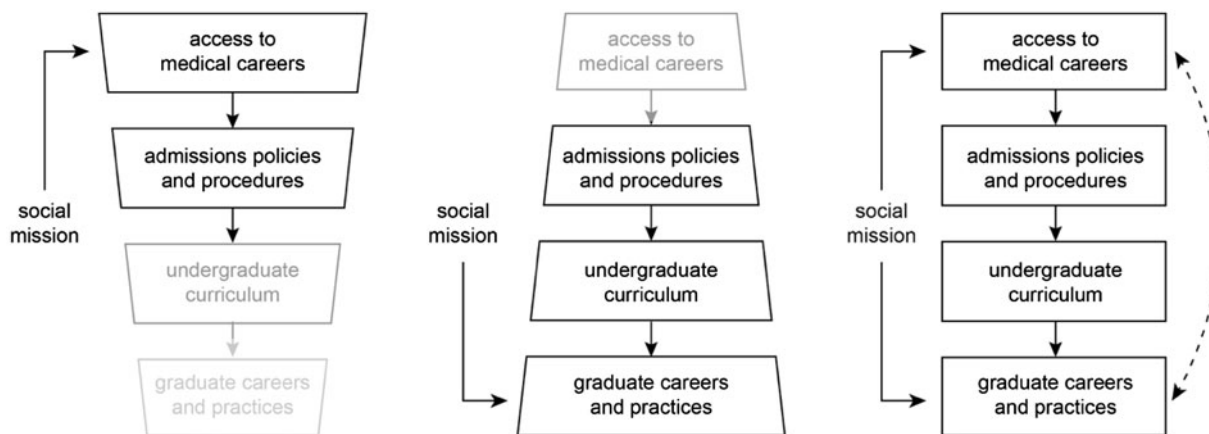 access to
medical careers
admissions policies
and procedures
social
mission
undergraduate
curriculum
graduate careers
and practices
access to
medical careers
admissions policies
and procedures
social
mission
undergraduate
curriculum
graduate careers
and practices
access to
medical careers
admissions policies
and procedures
social
mission
undergraduate
curriculum
graduate careers
and practices